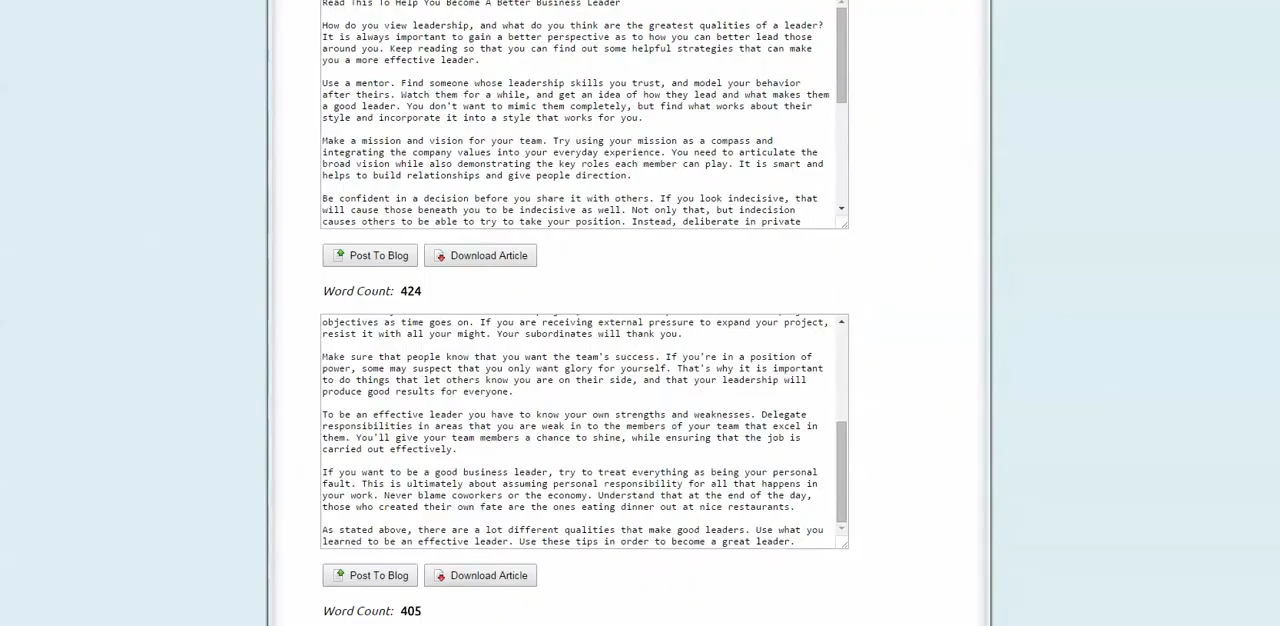 Read This To Help You Become A Better Business Leader
How do you view leadership, and what do you think are the greatest qualities of a leader?
It is always important to gain a better perspective as to how you can better lead those
around you. Keep reading so that you can find out some helpful strategies that can make
you a more effective leader.
Use a mentor. Find someone whose leadership skills you trust, and model your behavior
after theirs. Watch them for a while, and get an idea of how they lead and what makes them
a good leader. You don't want to mimic them completely, but find what works about their
style and incorporate it into a style that works for you.
Make a mission and vision for your team. Try using your mission as a compass and
integrating the company values into your everyday experience. You need to articulate the
broad vision while also demonstrating the key roles each member can play. It is smart and
helps to build relationships and give people direction.
Be confident in a decision before you share it with others. If you look indecisive, that
will cause those beneath you to be indecisive as well. Not only that, but indecision
causes others to be able to try to take your position. Instead, deliberate in private
Post To Blog Download Article
Word Count: 424
objectives as time goes on. If you are receiving external pressure to expand your project,
resist it with all your might. Your subordinates will thank you.
Make sure that people know that you want the team's success. If you're in a position of
power, some may suspect that you only want glory for yourself. That's why it is important
to do things that let others know you are on their side, and that your leadership will
produce good results for everyone.
To be an effective leader you have to know your own strengths and weaknesses. Delegate
responsibilities in areas that you are weak in to the members of your team that excel in
them. You'll give your team members a chance to shine, while ensuring that the job is
carried out effectively.
If you want to be a good business leader, try to treat everything as being your personal
fault. This is ultimately about assuming personal responsibility for all that happens in
your work. Never blame coworkers or the economy. Understand that at the end of the day,
those who created their own fate are the ones eating dinner out at nice restaurants.
As stated above, there are a lot different qualities that make good leaders. Use what you
learned to be an effective leader. Use these tips in order to become a great leader.
Post To Blog Download Article
Word Count: 405